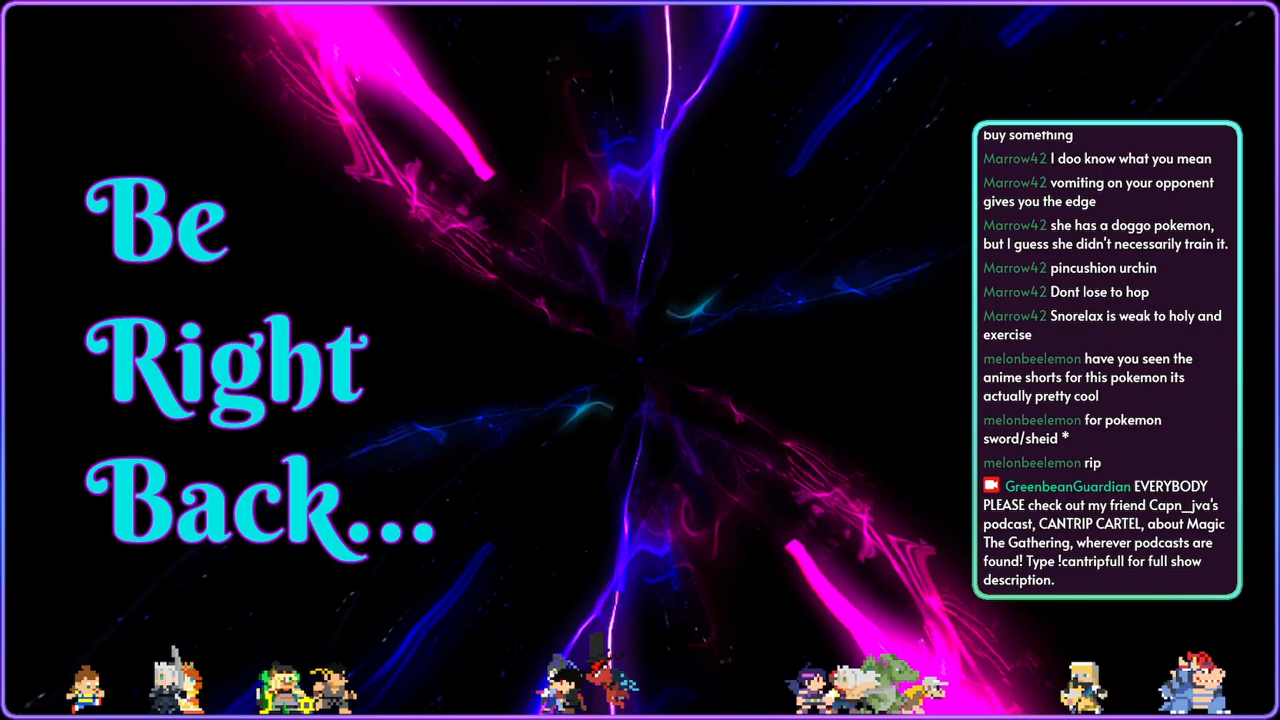 Be
Right
Back...
buy something
Marrow42 I doo know what you mean
Marrow42 vomiting on your opponent
gives you the edge
Marrow42 she has a doggo pokemon,
but I guess she didn't necessarily train it.
Marrow42 pincushion urchin
Marrow42 Dont lose to hop
Marrow42 Snorelax is weak to holy and
exercise
melonbeelemon have you seen the
anime shorts for this pokemon its
actually pretty cool
melonbeelemon for pokemon
sword/sheid *
melonbeelemon rip
GreenbeanGuardian EVERYBODY
PLEASE check out my friend Capn_jva's
podcast, CANTRIP CARTEL, about Magic
The Gathering, wherever podcasts are
found! Type !cantripfull for full show
description.